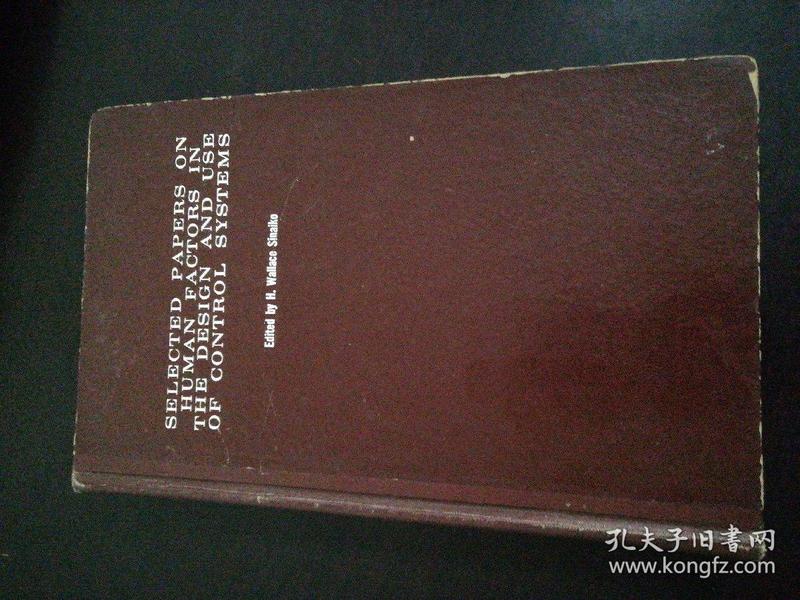 SELECTED PAPERS ON
HUMAN FACTORS IN
THE DESIGN AND USE
OF CONTROL SYSTEMS
Edited by H. Wallace Sinaiko
孔夫子旧书网
www.kongfz.com